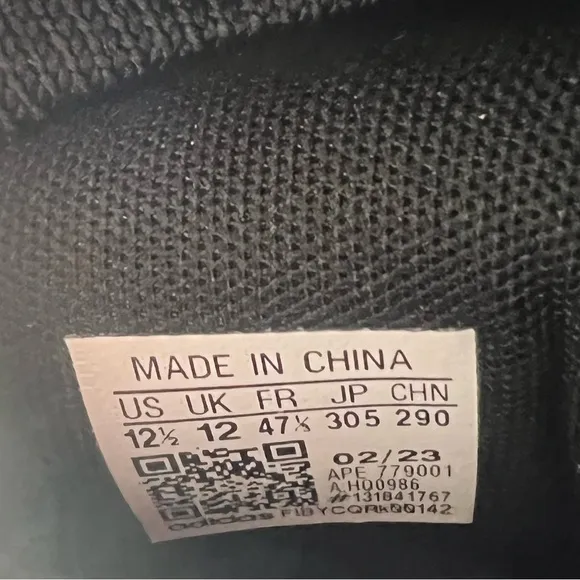 MADE IN CHINA
US UK FR JP CHN
12½ 12 47⅓ 305 290
02/23
APE 779001
A.HQ0986
#131841767
adidas